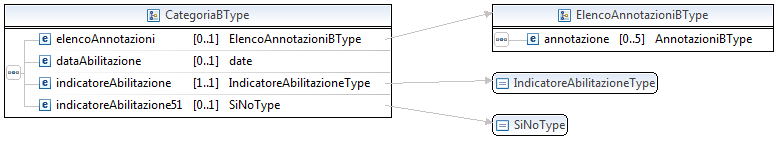 CategoriaBType
elencoAnnotazioni [0..1] ElencoAnnotazioniBType
dataAbilitazione [0..1] date
indicatoreAbilitazione [1..1] IndicatoreAbilitazioneType
indicatoreAbilitazione51 [0..1] SiNoType
ElencoAnnotazioniBType
annotazione [0..5] AnnotazioniBType
IndicatoreAbilitazioneType
SiNoType